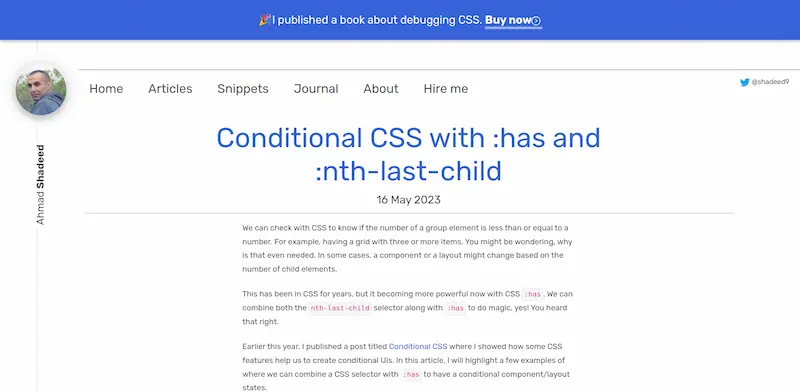 🎉I published a book about debugging CSS. Buy now
Home Articles Snippets Journal About Hire me
@shadeed9
Ahmad Shadeed
Conditional CSS with :has and
:nth-last-child
16 May 2023
We can check with CSS to know if the number of a group element is less than or equal to a
number. For example, having a grid with three or more items. You might be wondering, why
is that even needed. In some cases, a component or a layout might change based on the
number of child elements.
This has been in CSS for years, but it becoming more powerful now with CSS :has. We can
combine both the nth-last-child selector along with :has to do magic, yes! You heard
that right.
Earlier this year, I published a post titled Conditional CSS where I showed how some CSS
features help us to create conditional UIs. In this article, I will highlight a few examples of
where we can combine a CSS selector with :has to have a conditional component/layout
states.